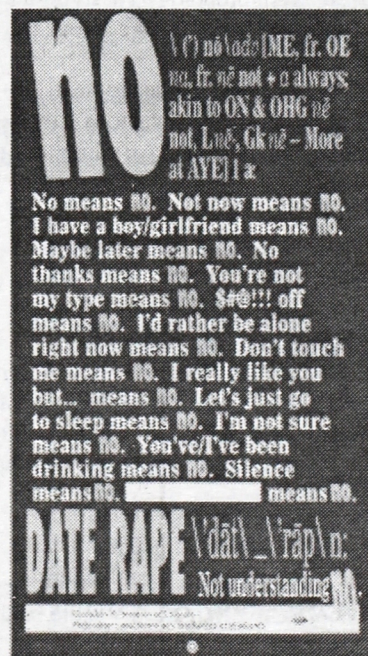 no
\ (') nō \ adv [ME, fr. OE
na, fr. nē not + a always;
akin to ON & OHG nē
not, L nē-, Gk nē – More
at AYE] 1 a:
No means no. Not now means no.
I have a boy/girlfriend means no.
Maybe later means no. No
thanks means no. You're not
my type means no. $#@!!! off
means no. I'd rather be alone
right now means no. Don't touch
me means no. I really like you
but... means no. Let's just go
to sleep means no. I'm not sure
means no. You've/I've been
drinking means no. Silence
means no. means no.
DATE RAPE \'dāt\_\'rāp\ n:
Not understanding no.